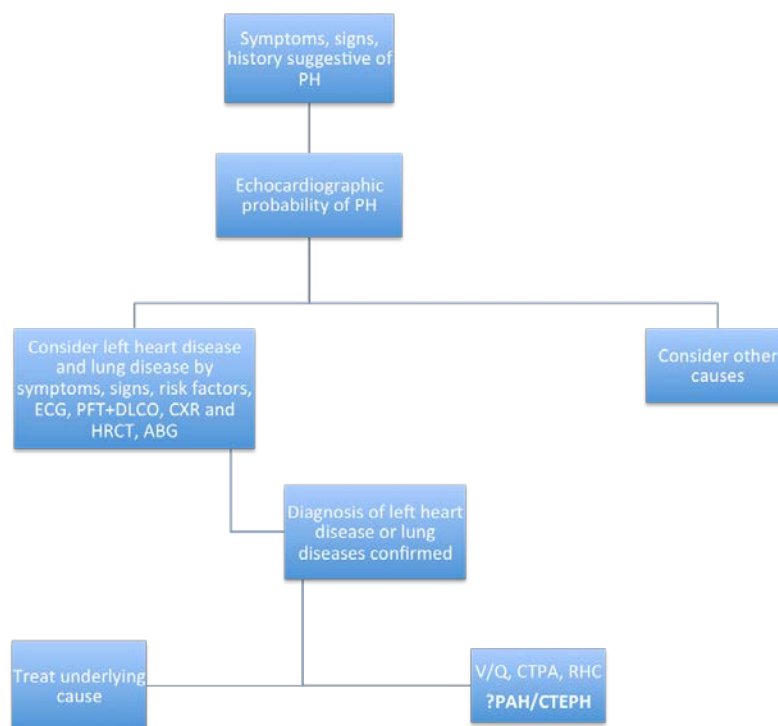 Symptoms, signs,
history suggestive of
PH
Echocardiographic
probability of PH
Consider left heart disease
and lung disease by
symptoms, signs, risk factors,
ECG, PFT+DLCO, CXR and
HRCT, ABG
Consider other
causes
Diagnosis of left heart
disease or lung
diseases confirmed
Treat underlying
cause
V/Q, CTPA, RHC
?PAH/CTEPH